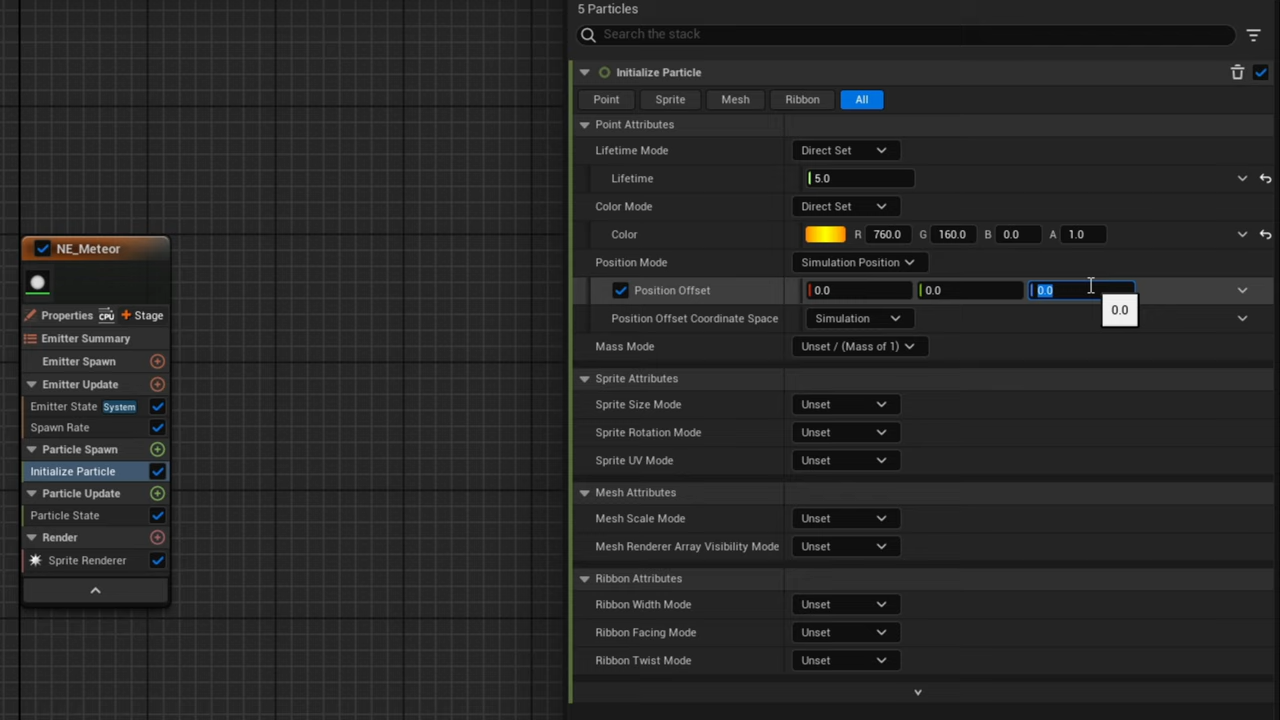 5 Particles
Search the stack
Initialize Particle
Point Sprite Mesh Ribbon All
Point Attributes
Lifetime Mode Direct Set
Lifetime 5.0
Color Mode Direct Set
Color R 760.0 G 160.0 B 0.0 A 1.0
Position Mode Simulation Position
Position Offset 0.0 0.0 0.0
0.0
Position Offset Coordinate Space Simulation
Mass Mode Unset / (Mass of 1)
Sprite Attributes
Sprite Size Mode Unset
Sprite Rotation Mode Unset
Sprite UV Mode Unset
Mesh Attributes
Mesh Scale Mode Unset
Mesh Renderer Array Visibility Mode Unset
Ribbon Attributes
Ribbon Width Mode Unset
Ribbon Facing Mode Unset
Ribbon Twist Mode Unset
NE_Meteor
Properties CPU + Stage
Emitter Summary
Emitter Spawn
Emitter Update
Emitter State System
Spawn Rate
Particle Spawn
Initialize Particle
Particle Update
Particle State
Render
Sprite Renderer